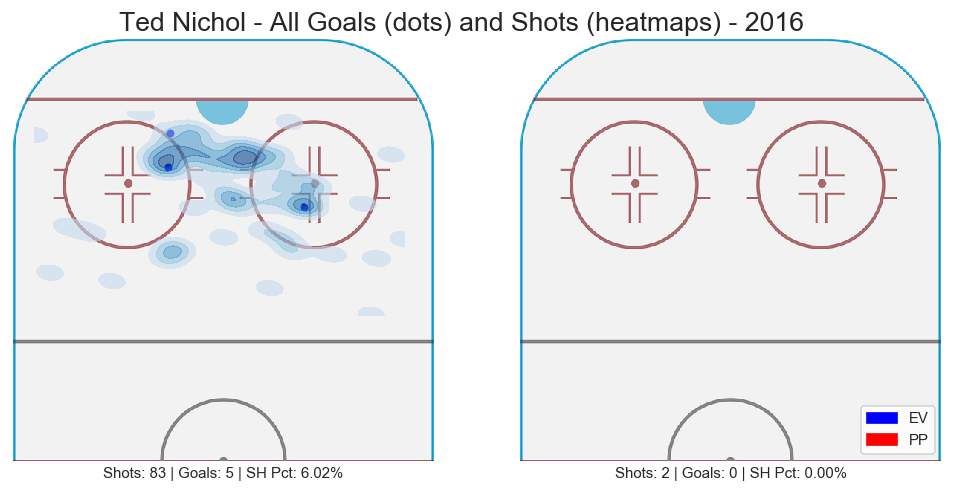 Ted Nichol - All Goals (dots) and Shots (heatmaps) - 2016
EV
PP
Shots: 83 | Goals: 5 | SH Pct: 6.02%
Shots: 2 | Goals: 0 | SH Pct: 0.00%